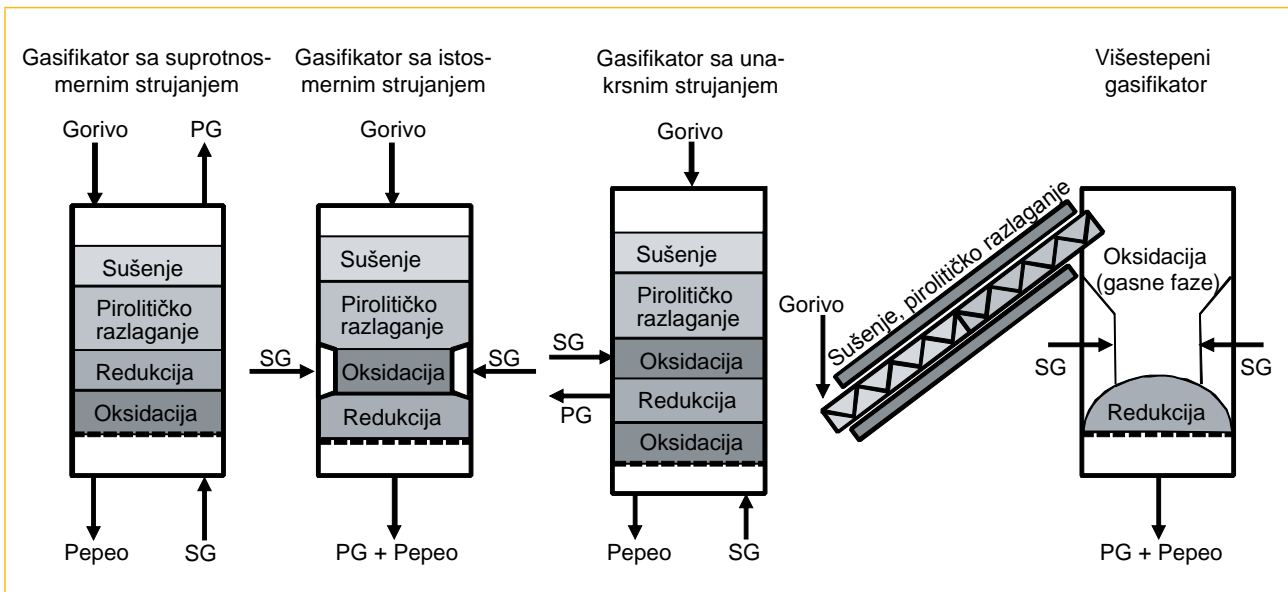 Gasifikator sa suprotnos-
mernim strujanjem
Gorivo
PG
Sušenje
Pirolitičko
razlaganje
Redukcija
Oksidacija
Pepeo
SG
Gasifikator sa istos-
mernim strujanjem
Gorivo
Sušenje
Pirolitičko
razlaganje
SG
Oksidacija
SG
Redukcija
PG + Pepeo
Gasifikator sa una-
krsnim strujanjem
Gorivo
Sušenje
Pirolitičko
razlaganje
SG
Oksidacija
PG
Redukcija
Oksidacija
Pepeo
SG
Višestepeni
gasifikator
Gorivo
Sušenje, pirolitičko razlaganje
Oksidacija
(gasne faze)
SG
SG
Redukcija
PG + Pepeo